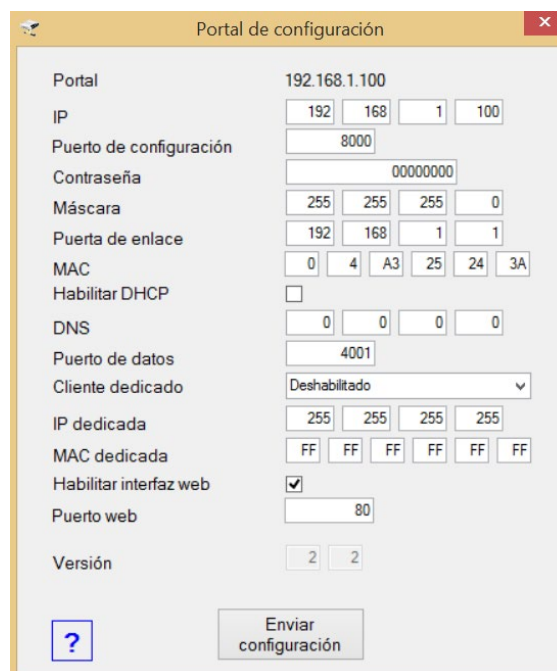 Portal de configuración
x
Portal 192.168.1.100
IP 192 168 1 100
Puerto de configuración 8000
Contraseña 00000000
Máscara 255 255 255 0
Puerta de enlace 192 168 1 1
MAC 0 4 A3 25 24 3A
Habilitar DHCP
DNS 0 0 0 0
Puerto de datos 4001
Cliente dedicado Deshabilitado
IP dedicada 255 255 255 255
MAC dedicada FF FF FF FF FF FF
Habilitar interfaz web
Puerto web 80
Versión 2 2
?
Enviar
configuración